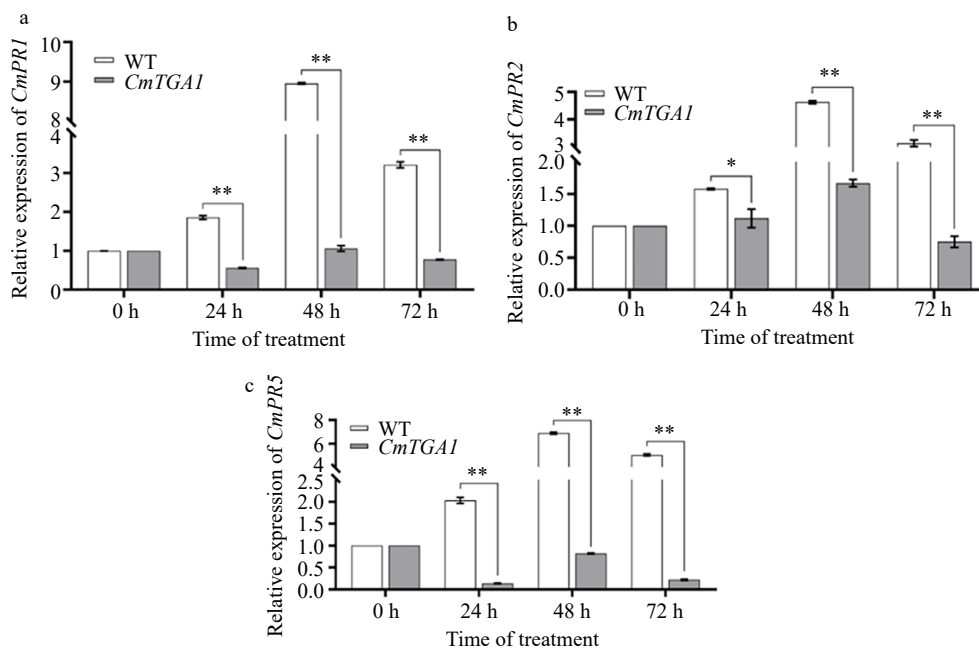 a
Relative expression of CmPR1
10
9
8
4
3
2
1
0
WT
CmTGA1
**
**
**
0 h 24 h 48 h 72 h
Time of treatment
b
Relative expression of CmPR2
5
4
3
2.0
1.5
1.0
0.5
0.0
WT
CmTGA1
*
**
**
0 h 24 h 48 h 72 h
Time of treatment
c
Relative expression of CmPR5
8
6
4
2.5
2.0
1.5
1.0
0.5
0.0
WT
CmTGA1
**
**
**
0 h 24 h 48 h 72 h
Time of treatment